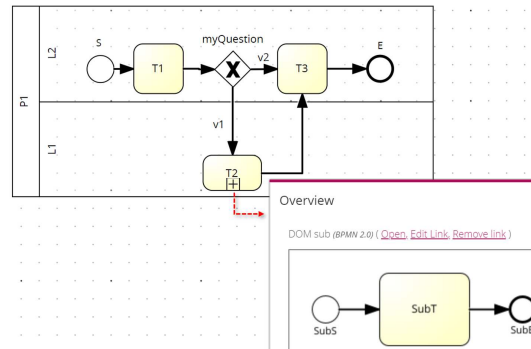 P1
L2
L1
S
T1
myQuestion
v2
T3
E
v1
T2
Overview
DOM sub (BPMN 2.0) ( Open, Edit Link, Remove link )
SubS
SubT
SubE